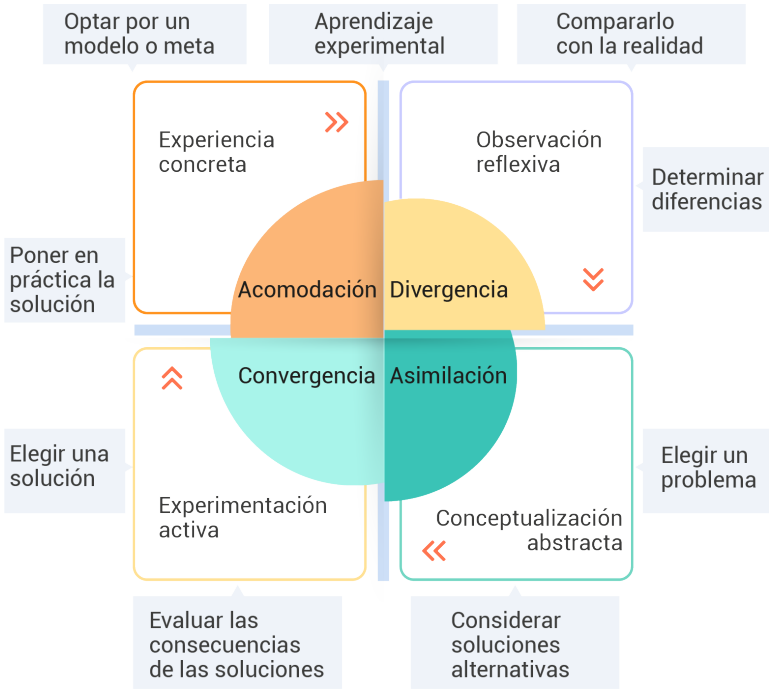 Optar por un
modelo o meta
Aprendizaje
experimental
Compararlo
con la realidad
Experiencia
concreta
Observación
reflexiva
Determinar
diferencias
Poner en
práctica la
solución
Acomodación
Divergencia
Convergencia
Asimilación
Elegir una
solución
Elegir un
problema
Experimentación
activa
Conceptualización
abstracta
Evaluar las
consecuencias
de las soluciones
Considerar
soluciones
alternativas